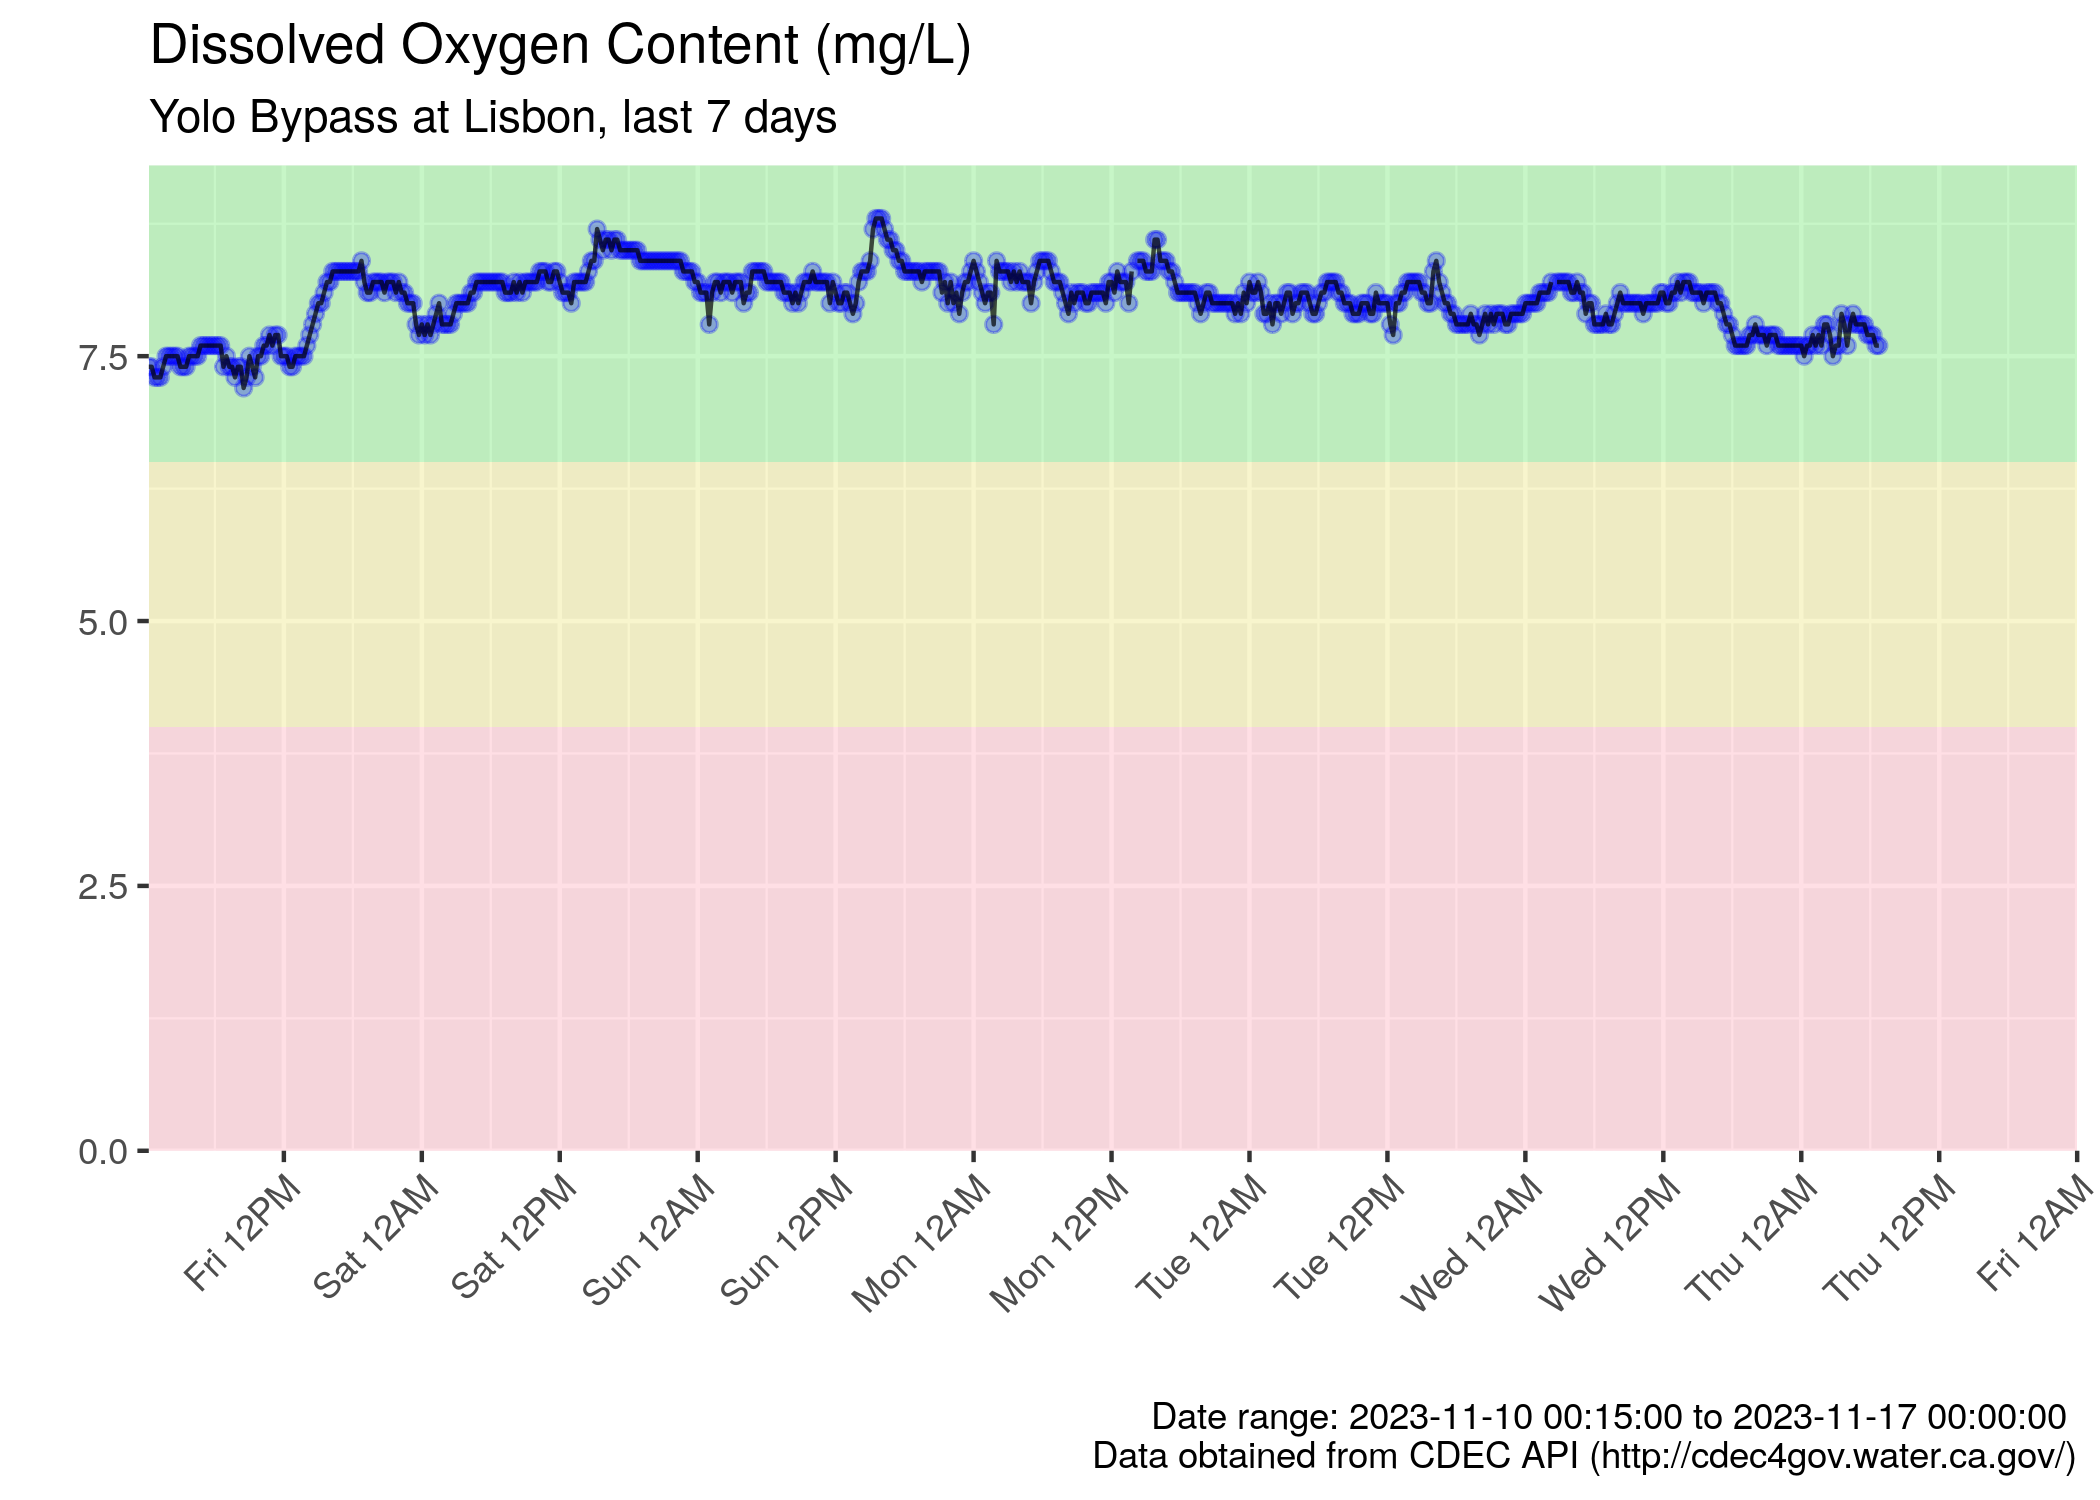 Dissolved Oxygen Content (mg/L)
Yolo Bypass at Lisbon, last 7 days
7.5
5.0
2.5
0.0
Fri 12PM
Sat 12AM
Sat 12PM
Sun 12AM
Sun 12PM
Mon 12AM
Mon 12PM
Tue 12AM
Tue 12PM
Wed 12AM
Wed 12PM
Thu 12AM
Thu 12PM
Fri 12AM
Date range: 2023-11-10 00:15:00 to 2023-11-17 00:00:00
Data obtained from CDEC API (http://cdec4gov.water.ca.gov/)